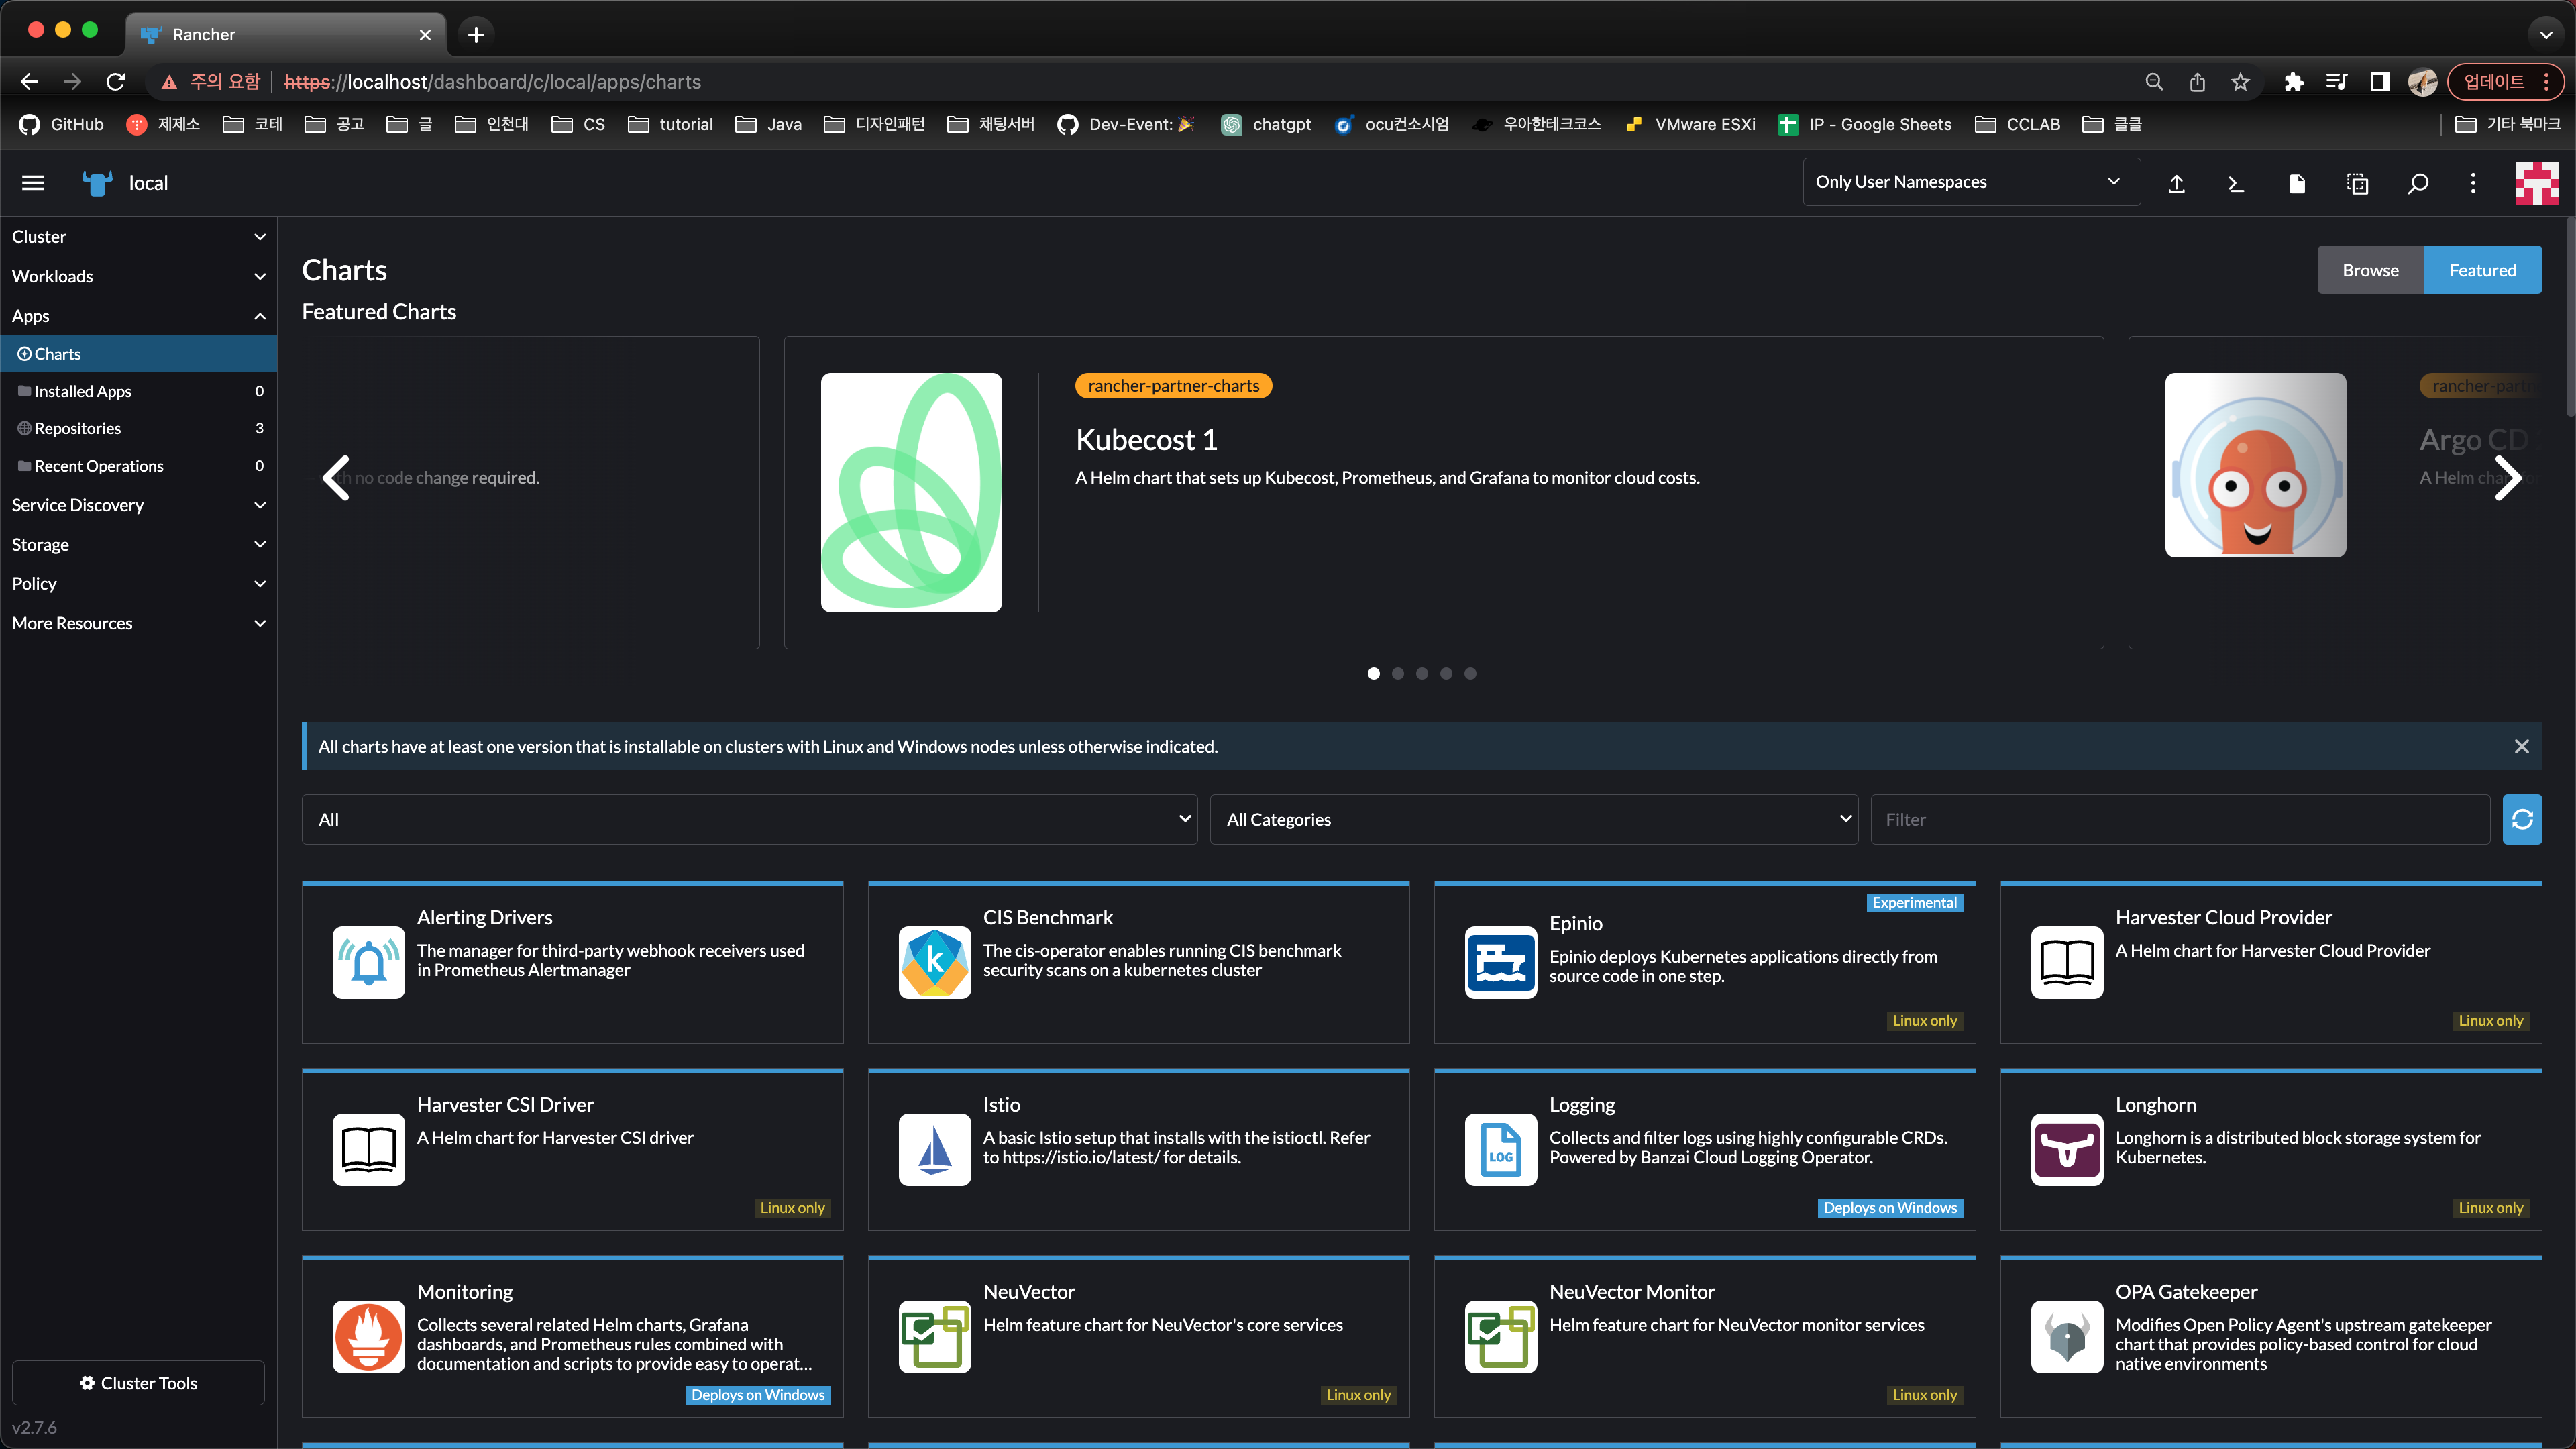 Rancher
주의 요함 https://localhost/dashboard/c/local/apps/charts
업데이트
GitHub 제제소 코테 공고 글 인천대 CS tutorial Java 디자인패턴 채팅서버 Dev-Event: chatgpt ocu컨소시엄 우아한테크코스 VMware ESXi IP - Google Sheets CCLAB 클클 기타 북마크
local
Only User Namespaces
Cluster
Workloads
Apps
Charts
Installed Apps 0
Repositories 3
Recent Operations 0
Service Discovery
Storage
Policy
More Resources
Cluster Tools
v2.7.6
Charts
Browse Featured
Featured Charts
th no code change required.
rancher-partner-charts
Kubecost 1
A Helm chart that sets up Kubecost, Prometheus, and Grafana to monitor cloud costs.
rancher-partn
Argo CD
A Helm cha
All charts have at least one version that is installable on clusters with Linux and Windows nodes unless otherwise indicated.
All
All Categories
Filter
Alerting Drivers
The manager for third-party webhook receivers used
in Prometheus Alertmanager
k
CIS Benchmark
The cis-operator enables running CIS benchmark
security scans on a kubernetes cluster
Experimental
Epinio
Epinio deploys Kubernetes applications directly from
source code in one step.
Linux only
Harvester Cloud Provider
A Helm chart for Harvester Cloud Provider
Linux only
Harvester CSI Driver
A Helm chart for Harvester CSI driver
Linux only
Istio
A basic Istio setup that installs with the istioctl. Refer
to https://istio.io/latest/ for details.
LOG
Logging
Collects and filter logs using highly configurable CRDs.
Powered by Banzai Cloud Logging Operator.
Deploys on Windows
Longhorn
Longhorn is a distributed block storage system for
Kubernetes.
Linux only
Monitoring
Collects several related Helm charts, Grafana
dashboards, and Prometheus rules combined with
documentation and scripts to provide easy to operat...
Deploys on Windows
NeuVector
Helm feature chart for NeuVector's core services
Linux only
NeuVector Monitor
Helm feature chart for NeuVector monitor services
Linux only
OPA Gatekeeper
Modifies Open Policy Agent's upstream gatekeeper
chart that provides policy-based control for cloud
native environments